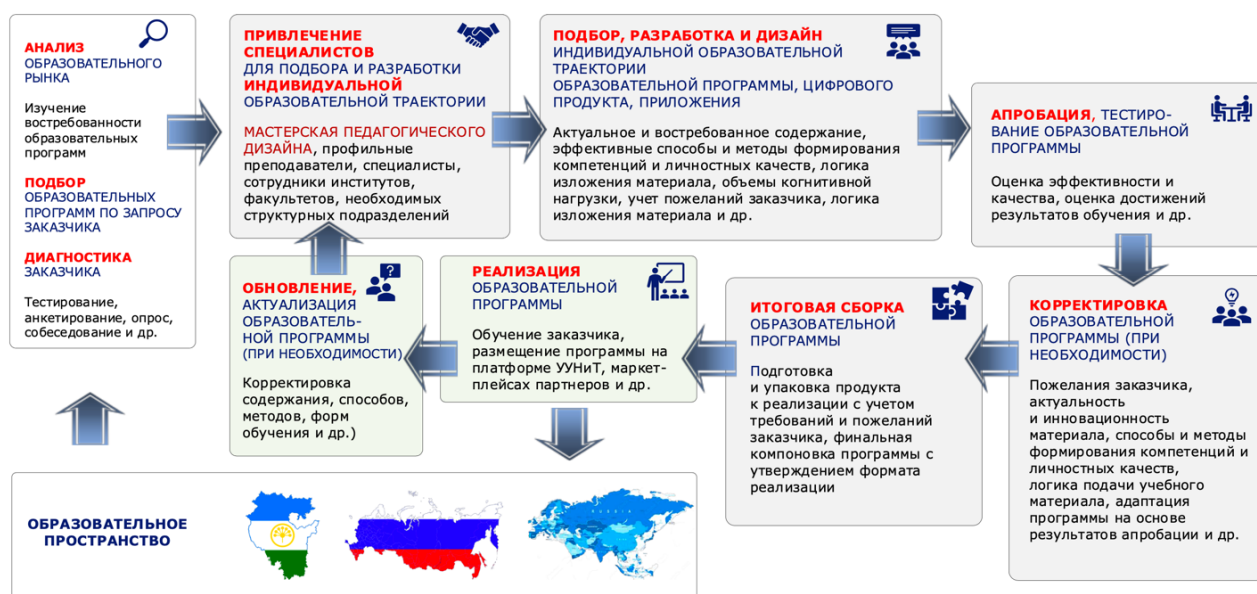 АНАЛИЗ
ОБРАЗОВАТЕЛЬНОГО
РЫНКА
Изучение
востребованности
образовательных
программ
ПОДБОР
ОБРАЗОВАТЕЛЬНЫХ
ПРОГРАММ ПО ЗАПРОСУ
ЗАКАЗЧИКА
ДИАГНОСТИКА
ЗАКАЗЧИКА
Тестирование,
анкетирование, опрос,
собеседование и др.
ПРИВЛЕЧЕНИЕ
СПЕЦИАЛИСТОВ
ДЛЯ ПОДБОРА И РАЗРАБОТКИ
ИНДИВИДУАЛЬНОЙ
ОБРАЗОВАТЕЛЬНОЙ ТРАЕКТОРИИ
МАСТЕРСКАЯ ПЕДАГОГИЧЕСКОГО
ДИЗАЙНА, профильные
преподаватели, специалисты,
сотрудники институтов,
факультетов, необходимых
структурных подразделений
ПОДБОР, РАЗРАБОТКА И ДИЗАЙН
ИНДИВИДУАЛЬНОЙ ОБРАЗОВАТЕЛЬНОЙ
ТРАЕКТОРИИ
ОБРАЗОВАТЕЛЬНОЙ ПРОГРАММЫ, ЦИФРОВОГО
ПРОДУКТА, ПРИЛОЖЕНИЯ
Актуальное и востребованное содержание,
эффективные способы и методы формирования
компетенций и личностных качеств, логика
изложения материала, объемы когнитивной
нагрузки, учет пожеланий заказчика, логика
изложения материала и др.
АПРОБАЦИЯ, ТЕСТИРО-
ВАНИЕ ОБРАЗОВАТЕЛЬНОЙ
ПРОГРАММЫ
Оценка эффективности и
качества, оценка достижений
результатов обучения и др.
КОРРЕКТИРОВКА
ОБРАЗОВАТЕЛЬНОЙ
ПРОГРАММЫ (ПРИ
НЕОБХОДИМОСТИ)
Пожелания заказчика,
актуальность
и инновационность
материала, способы и методы
формирования компетенций и
личностных качеств,
логика подачи учебного
материала, адаптация
программы на основе
результатов апробации и др.
ИТОГОВАЯ СБОРКА
ОБРАЗОВАТЕЛЬНОЙ
ПРОГРАММЫ
Подготовка
и упаковка продукта
к реализации с учетом
требований и пожеланий
заказчика, финальная
компоновка программы с
утверждением формата
реализации
РЕАЛИЗАЦИЯ
ОБРАЗОВАТЕЛЬНОЙ
ПРОГРАММЫ
Обучение заказчика,
размещение программы на
платформе УУНиТ, маркет-
плейсах партнеров и др.
ОБНОВЛЕНИЕ,
АКТУАЛИЗАЦИЯ
ОБРАЗОВАТЕЛЬ-
НОЙ ПРОГРАММЫ
(ПРИ НЕОБХОДИМОСТИ)
Корректировка
содержания, способов,
методов, форм
обучения и др.)
ОБРАЗОВАТЕЛЬНОЕ
ПРОСТРАНСТВО